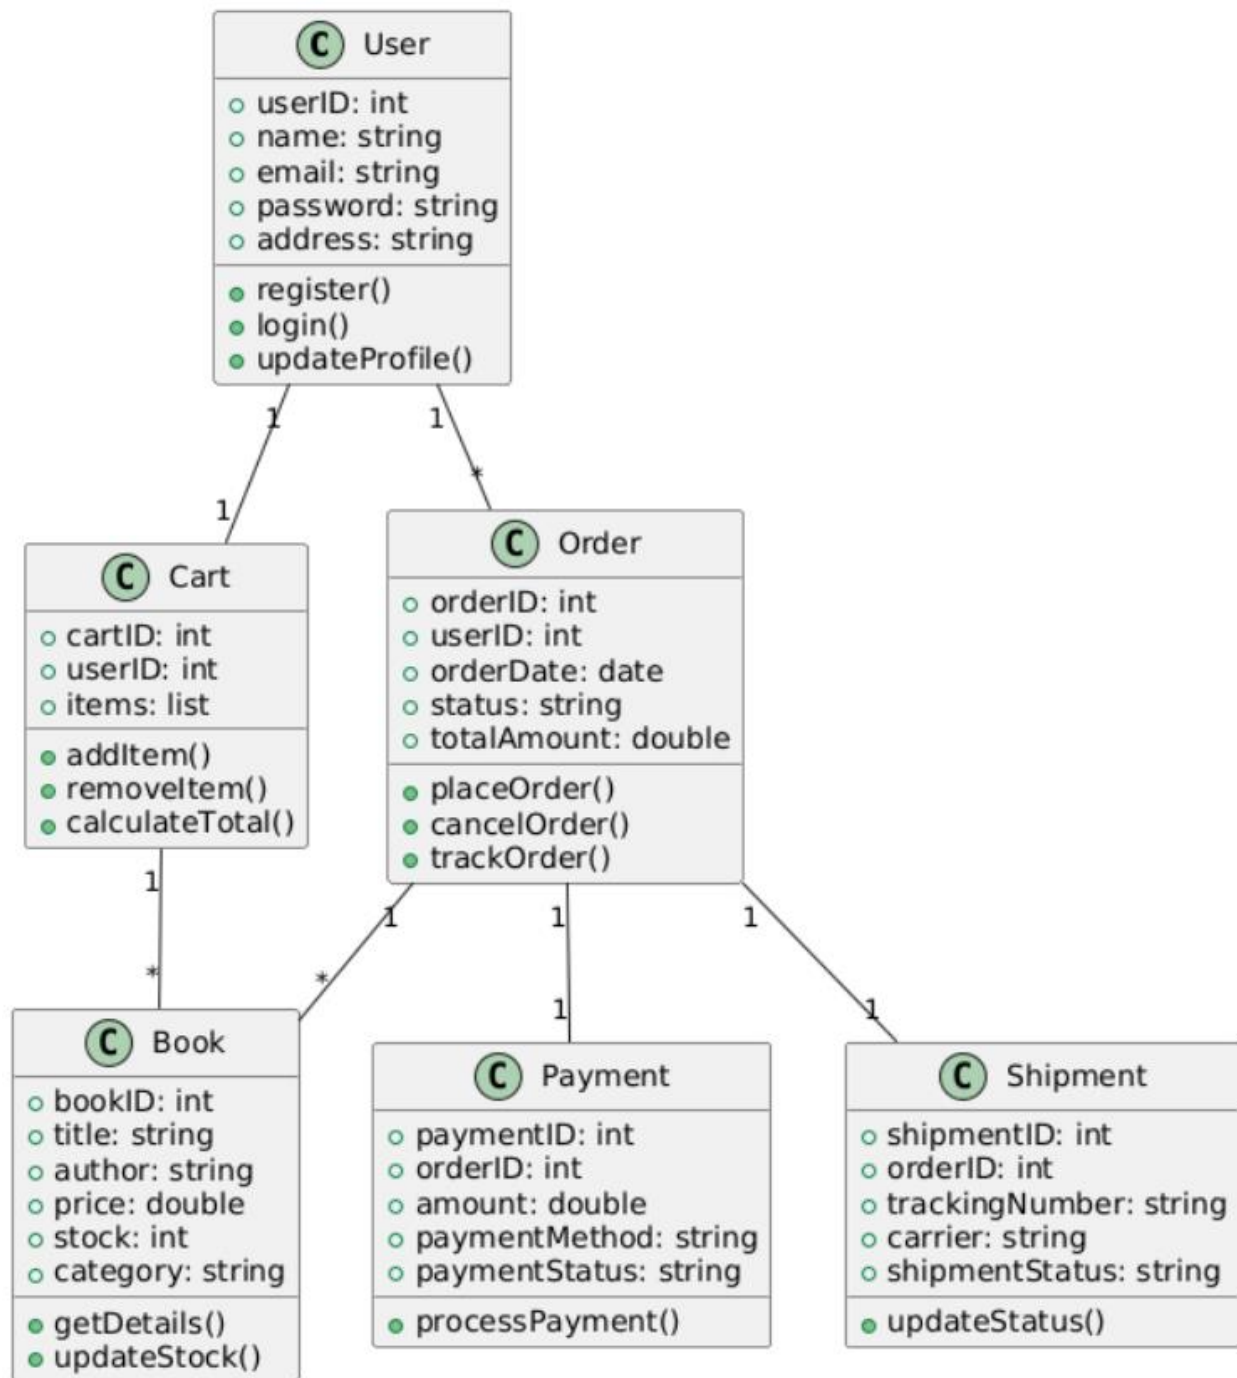 C User
userID: int
name: string
email: string
password: string
address: string
register()
login()
updateProfile()
1
1
1
*
C Cart
cartID: int
userID: int
items: list
addItem()
removeItem()
calculateTotal()
C Order
orderID: int
userID: int
orderDate: date
status: string
totalAmount: double
placeOrder()
cancelOrder()
trackOrder()
1
*
1
*
1
1
1
1
C Book
bookID: int
title: string
author: string
price: double
stock: int
category: string
getDetails()
updateStock()
C Payment
paymentID: int
orderID: int
amount: double
paymentMethod: string
paymentStatus: string
processPayment()
C Shipment
shipmentID: int
orderID: int
trackingNumber: string
carrier: string
shipmentStatus: string
updateStatus()